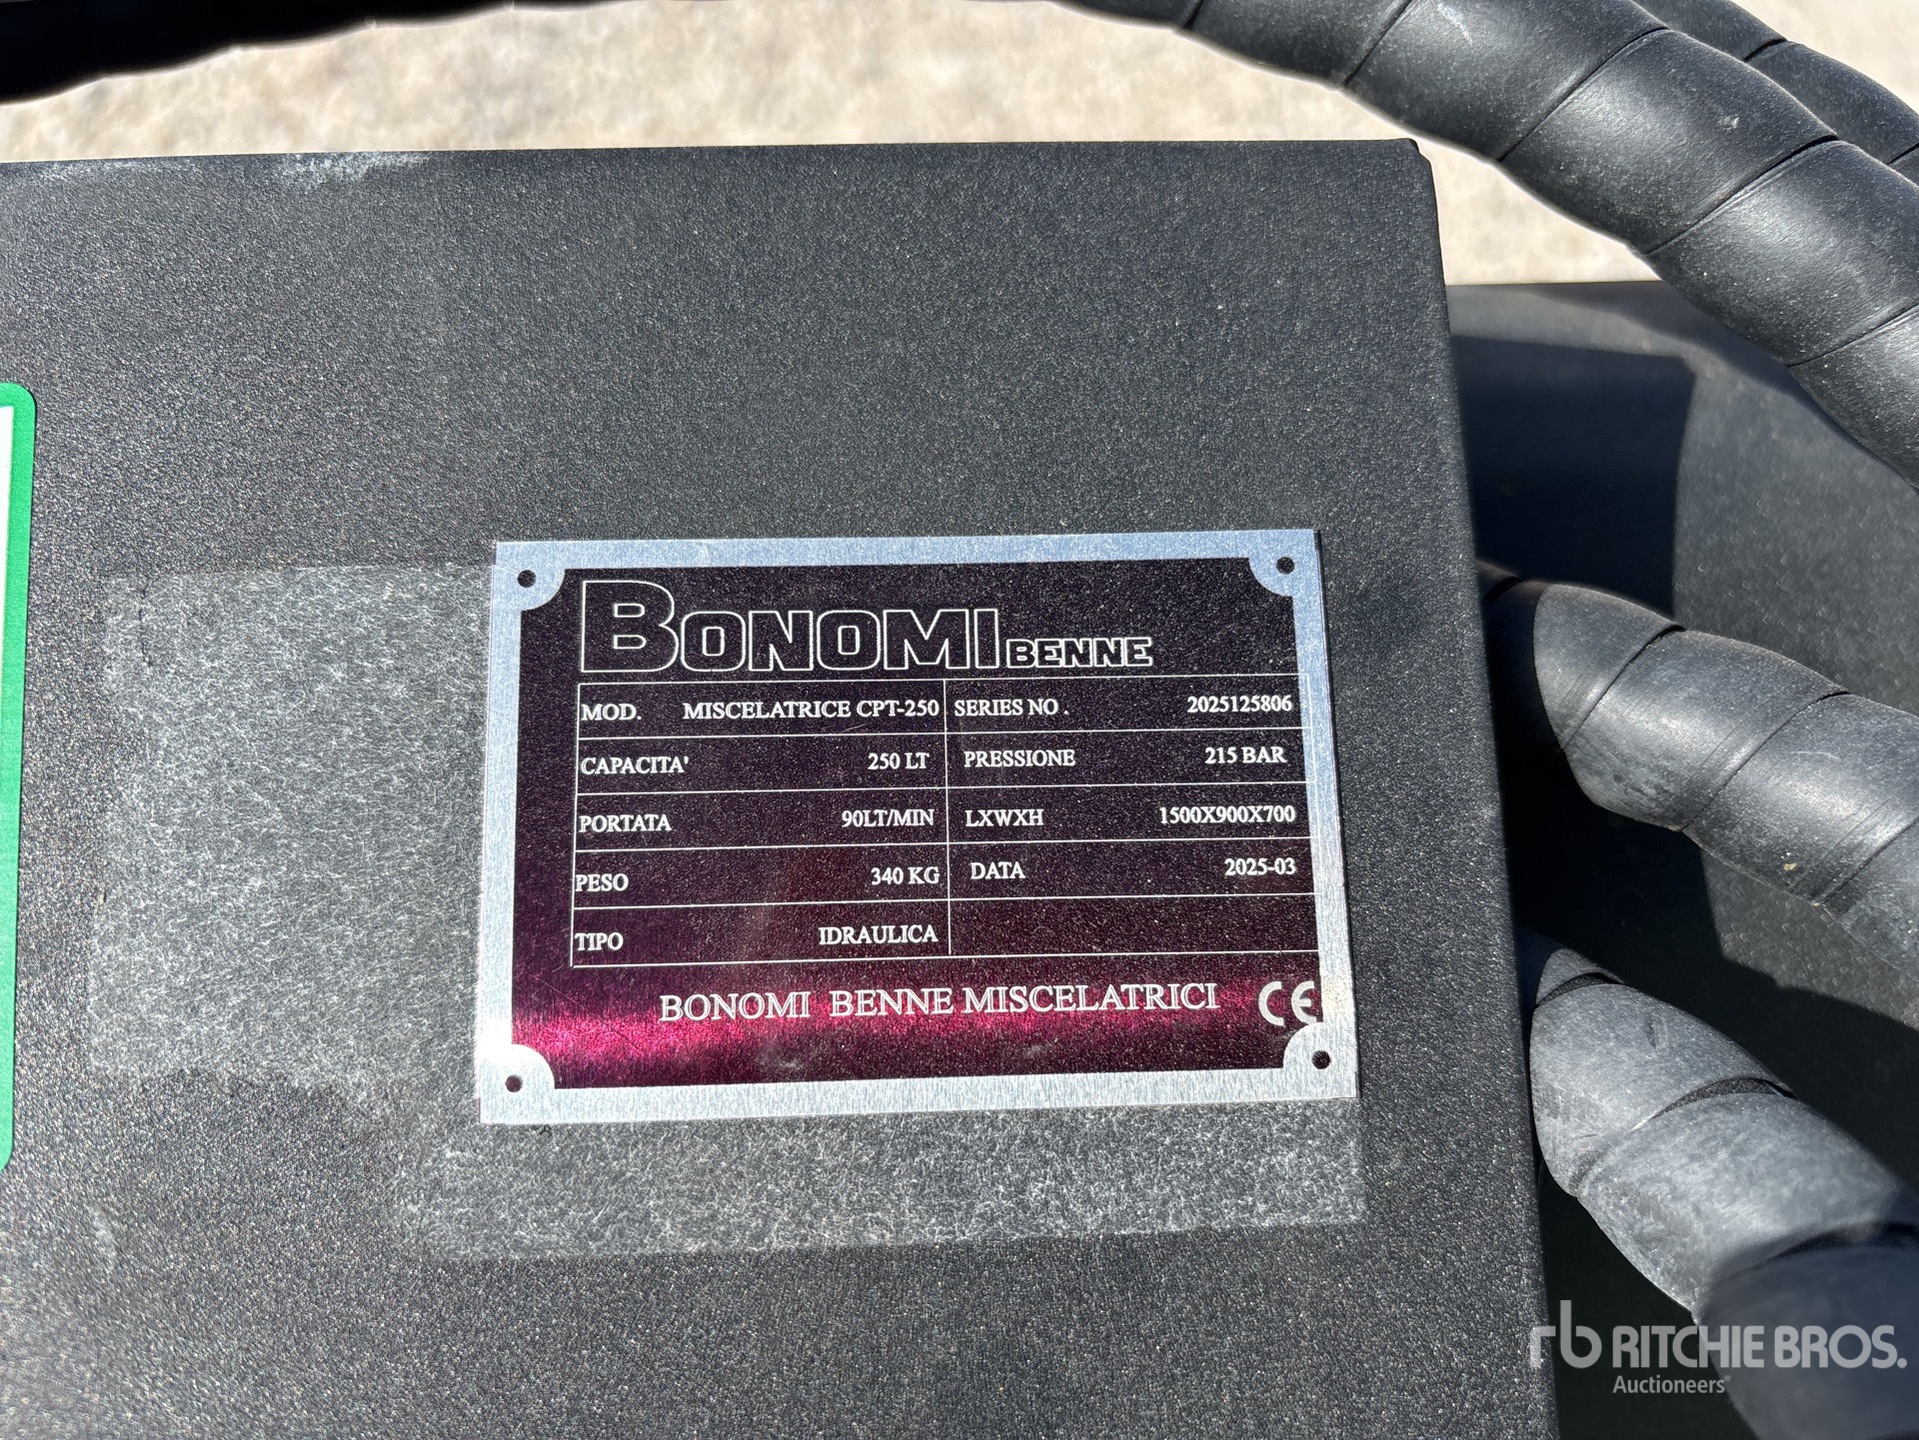 BONOMI BENNE
MOD. MISCELATRICE CPT-250 SERIES NO . 2025125806
CAPACITA' 250 LT PRESSIONE 215 BAR
PORTATA 90LT/MIN LXWXH 1500X900X700
PESO 340 KG DATA 2025-03
TIPO IDRAULICA
BONOMI BENNE MISCELATRICI CE
rb RITCHIE BROS.
Auctioneers